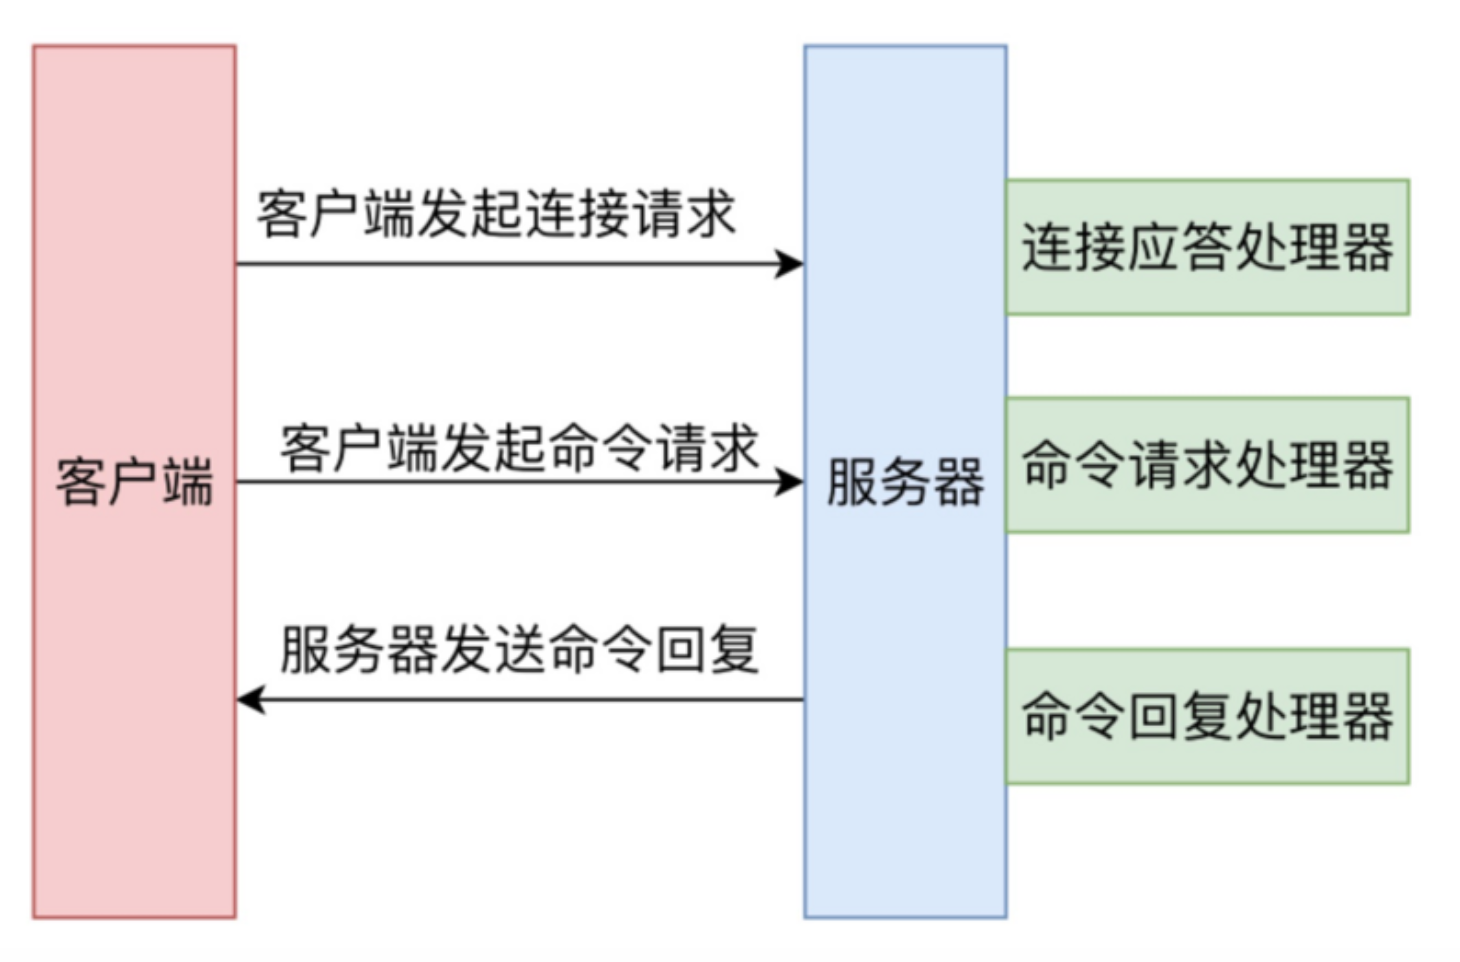 客户端发起连接请求
连接应答处理器
客户端发起命令请求
命令请求处理器
客户端
服务器
服务器发送命令回复
命令回复处理器